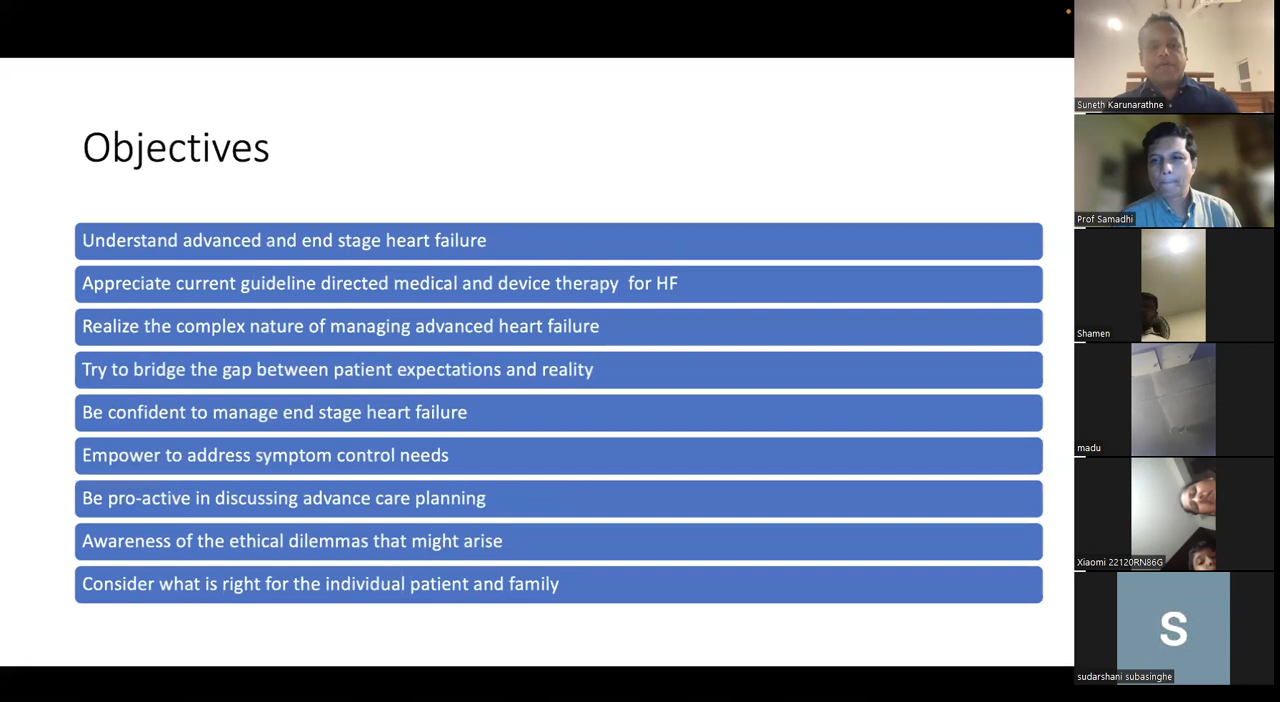 Objectives
Understand advanced and end stage heart failure
Appreciate current guideline directed medical and device therapy  for HF
Realize the complex nature of managing advanced heart failure
Try to bridge the gap between patient expectations and reality
Be confident to manage end stage heart failure
Empower to address symptom control needs
Be pro-active in discussing advance care planning
Awareness of the ethical dilemmas that might arise
Consider what is right for the individual patient and family
Suneth Karunarathne
Prof Samadhi
Shamen
madu
Xiaomi 22120RN86G
S
sudarshani subasinghe